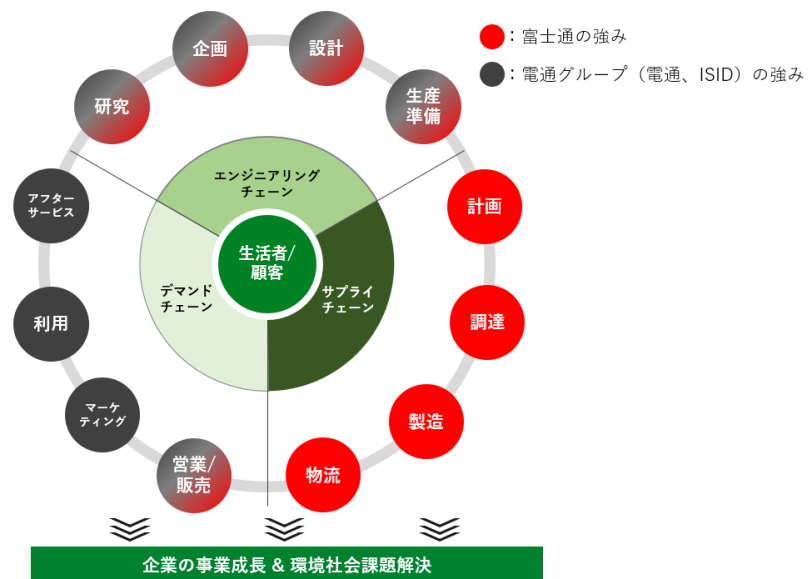 企画
設計
研究
生産
準備
アフター
サービス
計画
利用
調達
マーケ
ティング
製造
営業/
販売
物流
エンジニアリング
チェーン
生活者/
顧客
デマンド
チェーン
サプライ
チェーン
：富士通の強み
：電通グループ（電通、ISID）の強み
企業の事業成長 & 環境社会課題解決